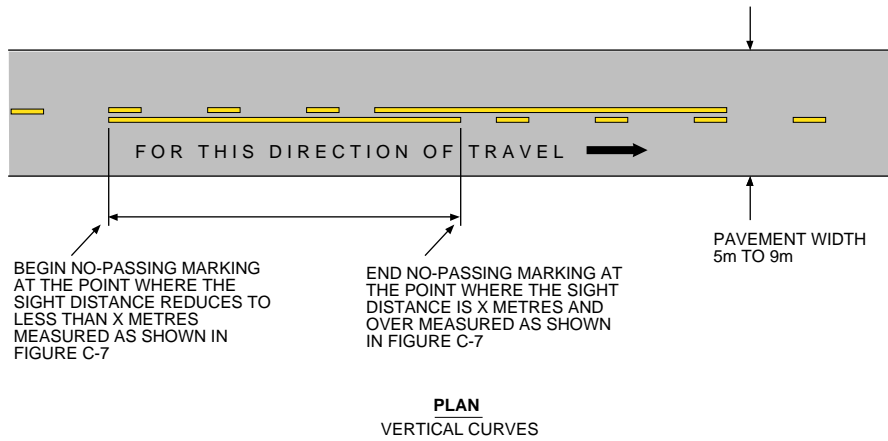 FOR THIS DIRECTION OF TRAVEL
BEGIN NO-PASSING MARKING
AT THE POINT WHERE THE
SIGHT DISTANCE REDUCES TO
LESS THAN X METRES
MEASURED AS SHOWN IN
FIGURE C-7
END NO-PASSING MARKING AT
THE POINT WHERE THE SIGHT
DISTANCE IS X METRES AND
OVER MEASURED AS SHOWN
IN FIGURE C-7
PAVEMENT WIDTH
5m TO 9m
PLAN
VERTICAL CURVES